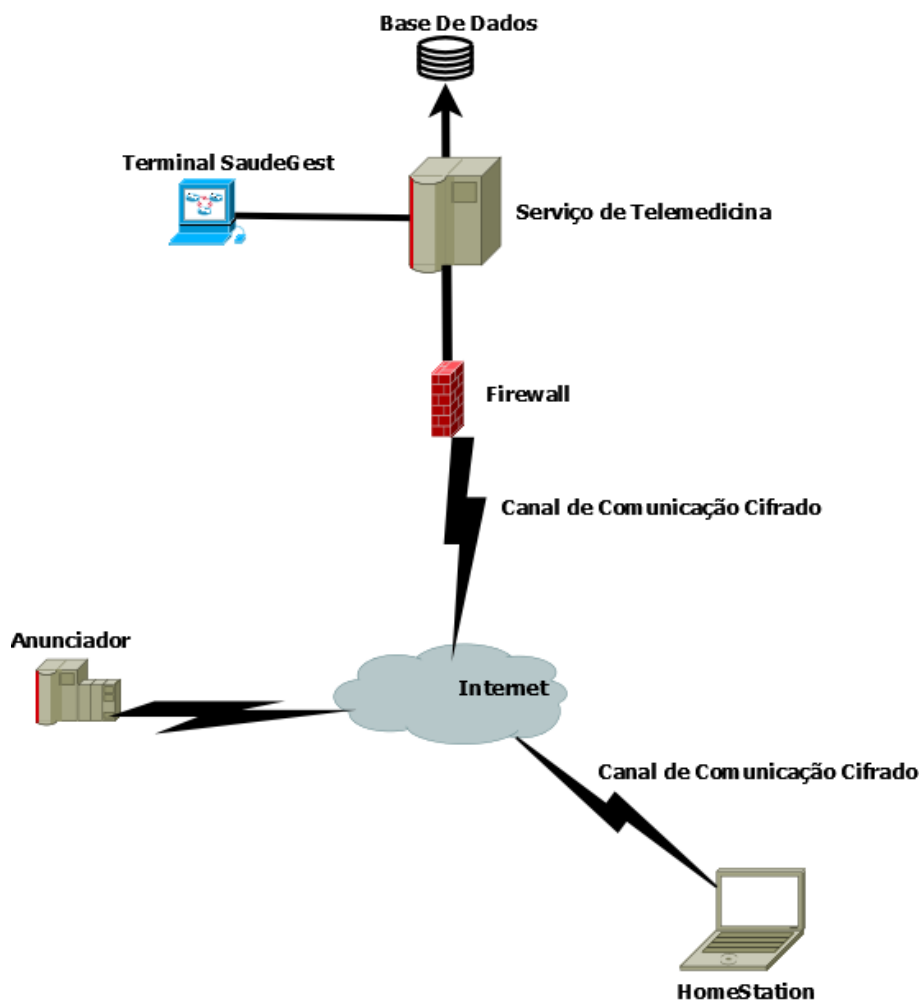 Base De Dados
Terminal SaudeGest
Serviço de Telemedicina
Firewall
Canal de Comunicação Cifrado
Anunciador
Internet
Canal de Comunicação Cifrado
HomeStation